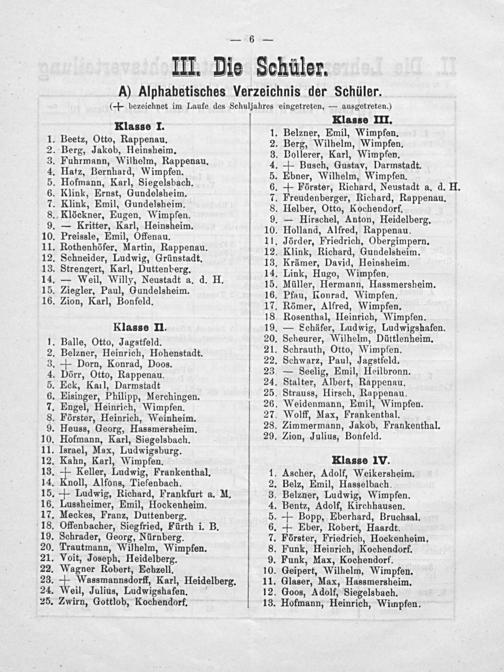 — 6 —
III. Die Schüler.
A) Alphabetisches Verzeichnis der Schüler.
(+ bezeichnet im Laufe des Schuljahres eingetreten, — ausgetreten.)
Klasse I.
1. Beetz, Otto, Rappenau.
2. Berg, Jakob, Heinsheim.
3. Fuhrmann, Wilhelm, Rappenau.
4. Hatz, Bernhard, Wimpfen.
5. Hofmann, Karl, Siegelsbach.
6. Klink, Ernst, Gundelsheim.
7. Klink, Emil, Gundelsheim.
8. Klöckner, Eugen, Wimpfen.
9. — Kritter, Karl, Heinsheim.
10. Preissle, Emil, Offenau.
11. Rothenhöfer, Martin, Rappenau.
12. Schneider, Ludwig, Grünstadt.
13. Strengert, Karl, Duttenberg.
14. — Weil, Willy, Neustadt a. d. H.
15. Ziegler, Paul, Gundelsheim.
16. Zion, Karl, Bonfeld.
Klasse II.
1. Balle, Otto, Jagstfeld.
2. Belzner, Heinrich, Hohenstadt.
3. + Dorn, Konrad, Doos.
4. Dörr, Otto, Rappenau.
5. Eck, Karl, Darmstadt
6. Eisinger, Philipp, Merchingen.
7. Engel, Heinrich, Wimpfen.
8. Förster, Heinrich, Weinheim.
9. Heuss, Georg, Hassmersheim.
10. Hofmann, Karl, Siegelsbach.
11. Israel, Max, Ludwigsburg.
12. Kahn, Karl, Wimpfen.
13. + Keller, Ludwig, Frankenthal.
14. Knoll, Alfons, Tiefenbach.
15. + Ludwig, Richard, Frankfurt a. M.
16. Lussheimer, Emil, Hockenheim.
17. Meckes, Franz, Duttenberg.
18. Offenbacher, Siegfried, Fürth i. B.
19. Schrader, Georg, Nürnberg.
20. Trautmann, Wilhelm, Wimpfen.
21. Voit, Joseph, Heidelberg.
22. Wagner Robert, Echzell.
23. + Wassmannsdorff, Karl, Heidelberg.
24. Weil, Julius, Ludwigshafen.
25. Zwirn, Gottlob, Kochendorf.
Klasse III.
1. Belzner, Emil, Wimpfen.
2. Berg, Wilhelm, Wimpfen.
3. Bollerer, Karl, Wimpfen.
4. + Busch, Gustav, Darmstadt.
5. Ebner, Wilhelm, Wimpfen.
6. + Förster, Richard, Neustadt a. d. H.
7. Freudenberger, Richard, Rappenau.
8. Helber, Otto, Kochendorf.
9. — Hirschel, Anton, Heidelberg.
10. Holland, Alfred, Rappenau.
11. Jörder, Friedrich, Obergimpern.
12. Klink, Richard, Gundelsheim.
13. Krämer, David, Heinsheim.
14. Link, Hugo, Wimpfen.
15. Müller, Hermann, Hassmersheim.
16. Pfau, Konrad, Wimpfen.
17. Römer, Alfred, Wimpfen.
18. Rosenthal, Heinrich, Wimpfen.
19. — Schäfer, Ludwig, Ludwigshafen.
20. Scheurer, Wilhelm, Düttlenheim.
21. Schrauth, Otto, Wimpfen.
22. Schwarz, Paul, Jagstfeld.
23. — Seelig, Emil, Heilbronn.
24. Stalter, Albert, Rappenau.
25. Strauss, Hirsch, Rappenau.
26. Weidenmann, Emil, Wimpfen.
27. Wolff, Max, Frankenthal.
28. Zimmermann, Jakob, Frankenthal.
29. Zion, Julius, Bonfeld.
Klasse IV.
1. Ascher, Adolf, Weikersheim.
2. Belz, Emil, Hasselbach.
3. Belzner, Ludwig, Wimpfen.
4. Bentz, Adolf, Kirchhausen.
5. + Bopp, Eberhard, Bruchsal.
6. + Eber, Robert, Haardt.
7. Förster, Friedrich, Hockenheim.
8. Funk, Heinrich, Kochendorf.
9. Funk, Max, Kochendorf.
10. Geipert, Wilhelm, Wimpfen.
11. Glaser, Max, Hassmersheim.
12. Goos, Adolf, Siegelsbach.
13. Hofmann, Heinrich, Wimpfen.